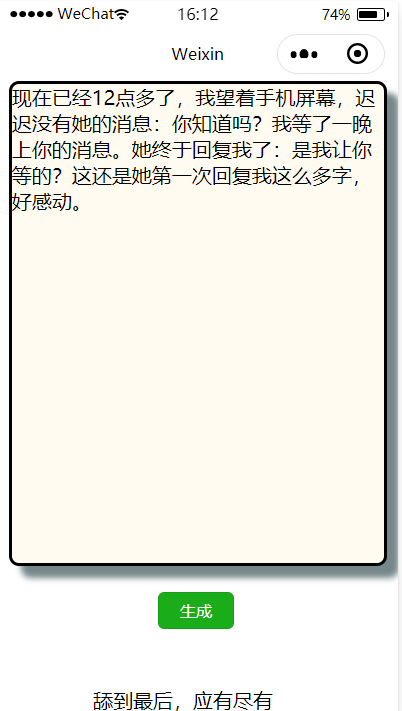 WeChat 16:12 74%
Weixin
现在已经12点多了，我望着手机屏幕，迟
迟没有她的消息：你知道吗？我等了一晚
上你的消息。她终于回复我了：是我让你
等的？这还是她第一次回复我这么多字，
好感动。
生成
舔到最后，应有尽有